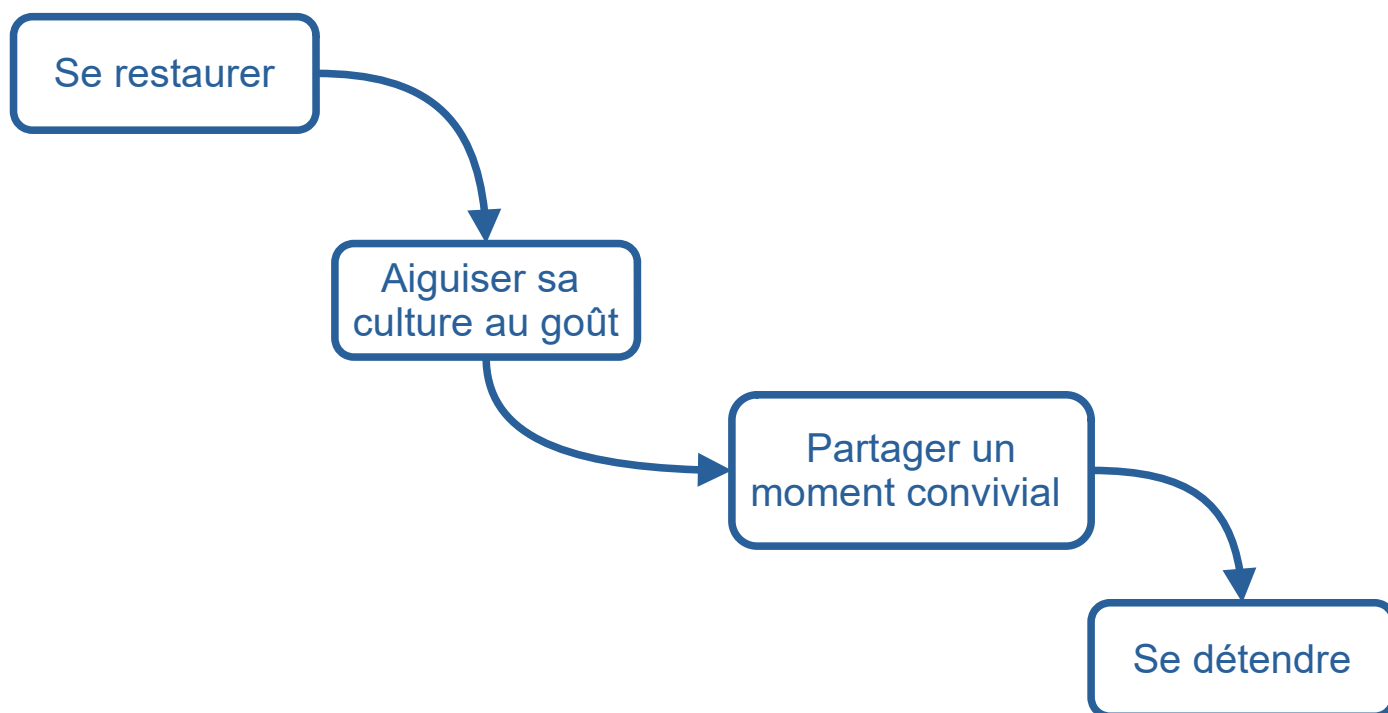 Se restaurer
Aiguiser sa
culture au goût
Partager un
moment convivial
Se détendre